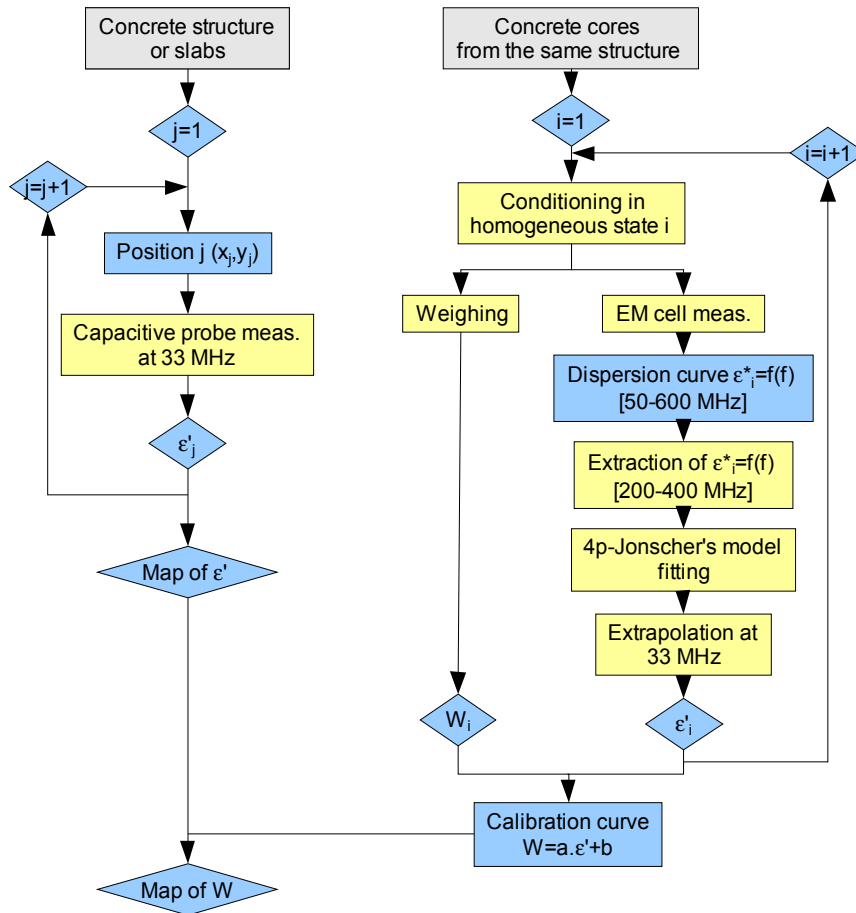 Concrete structure
or slabs
j=1
j=j+1
Position j (xj,yj)
Capacitive probe meas.
at 33 MHz
ε'j
Map of ε'
Map of W
Concrete cores
from the same structure
i=1
i=i+1
Conditioning in
homogeneous state i
Weighing
EM cell meas.
Dispersion curve ε*i=f(f)
[50-600 MHz]
Extraction of ε*i=f(f)
[200-400 MHz]
4p-Jonscher's model
fitting
Extrapolation at
33 MHz
Wi
ε'i
Calibration curve
W=a.ε'+b